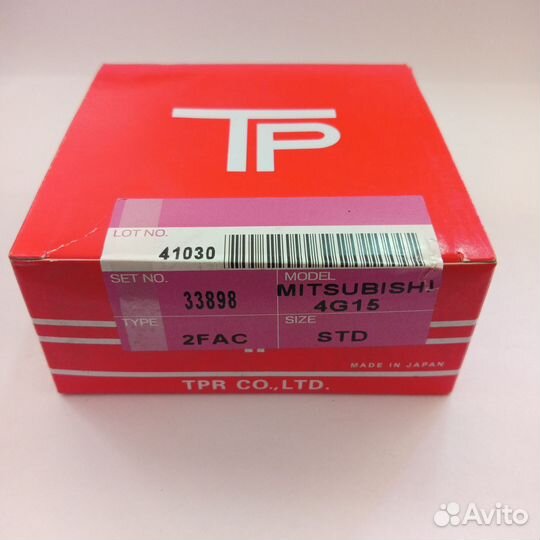 TP
LOT NO.
41030
SET NO.
33898
MODEL
MITSUBISHI
4G15
TYPE
2FAC
SIZE
STD
MADE IN JAPAN
TPR CO.,LTD.
Avito